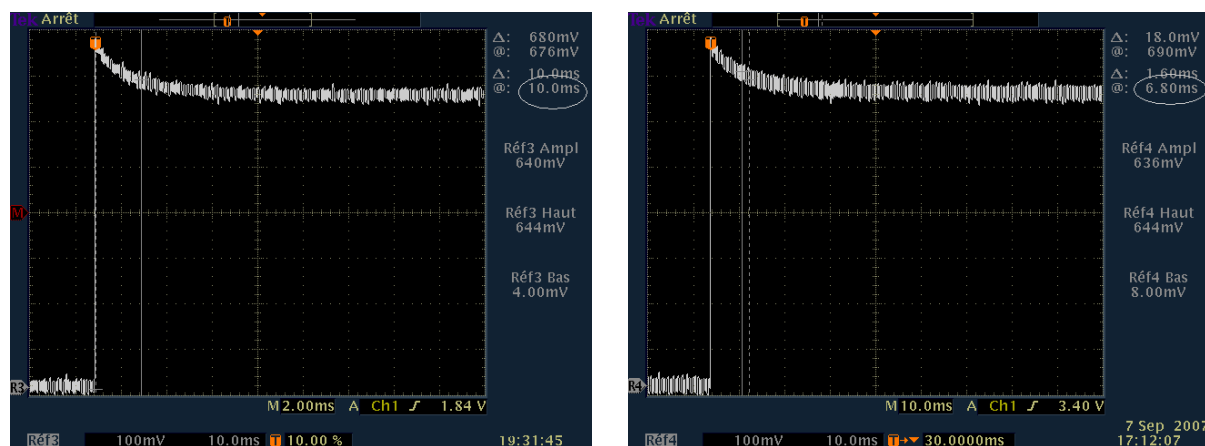 Tek Arrêt
Δ: 680mV
@: 676mV
Δ: 10.0ms
@: 10.0ms
Réf3 Ampl
640mV
M
Réf3 Haut
644mV
Réf3 Bas
4.00mV
R3
M 2.00ms A Ch1 1.84 V
Réf3 100mV 10.0ms T 10.00 %
19:31:45
Tek Arrêt
Δ: 18.0mV
@: 690mV
Δ: 1.60ms
@: 6.80ms
Réf4 Ampl
636mV
Réf4 Haut
644mV
Réf4 Bas
8.00mV
R4
M 10.0ms A Ch1 3.40 V
Réf4 100mV 10.0ms T 30.0000ms
7 Sep 2007
17:12:07